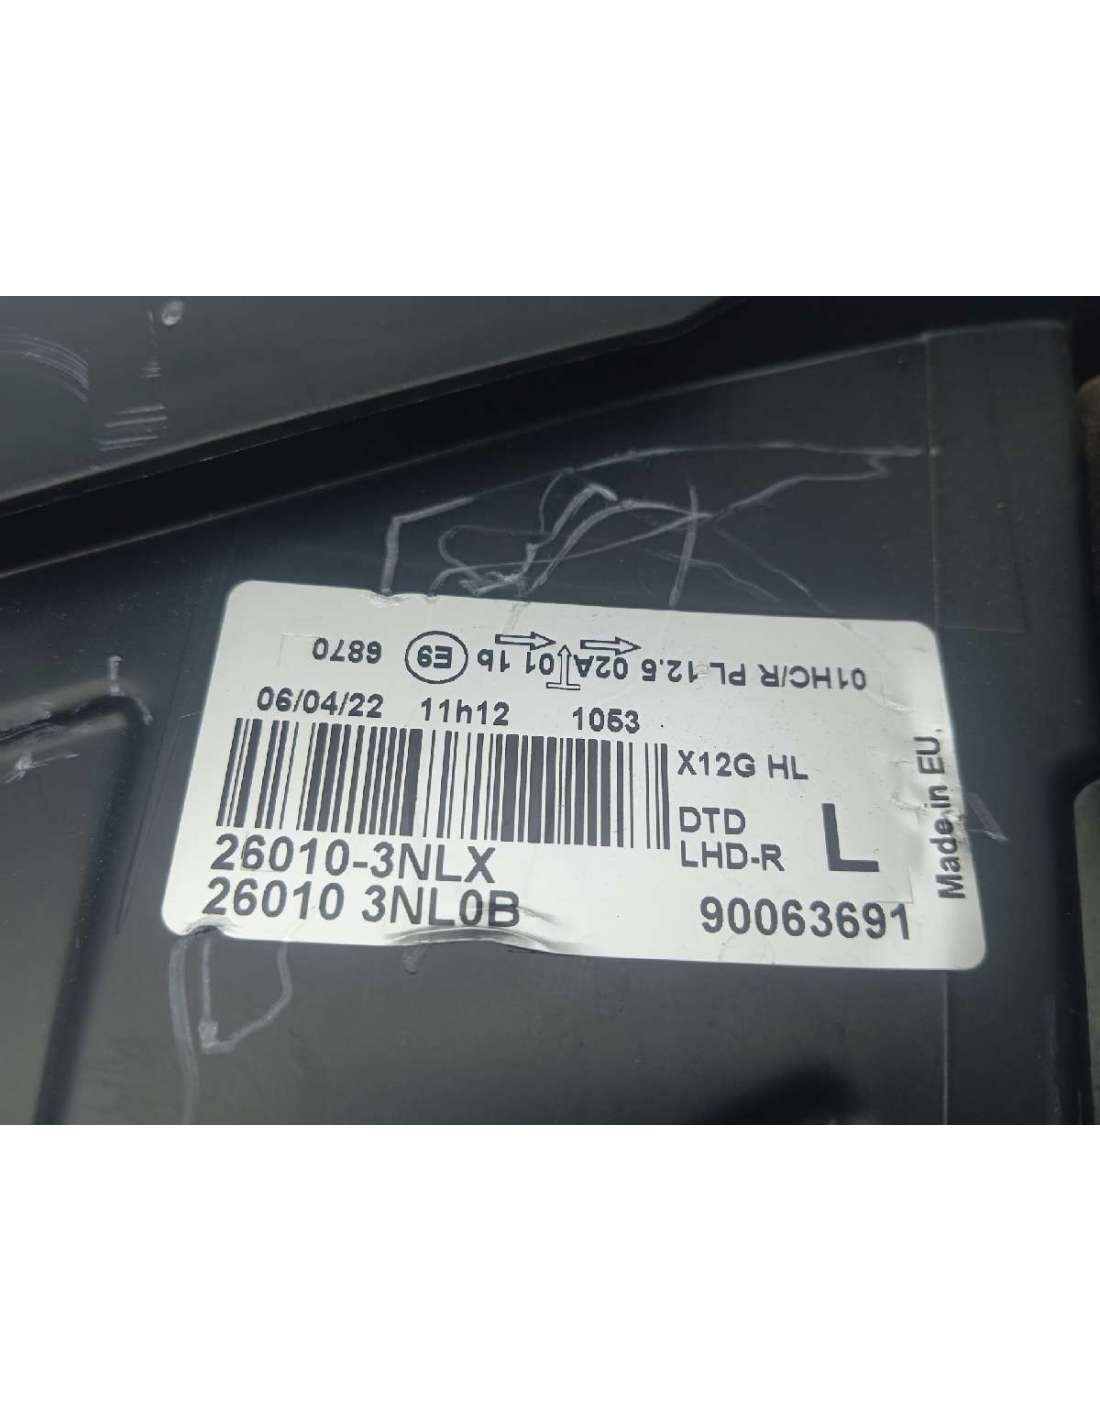 01HC/R PL 12.5 02A 01 1b E9 6870
06/04/22 11h12 1053
X12G HL
DTD
LHD-R L
26010-3NLX
26010 3NL0B
90063691
Made in EU.